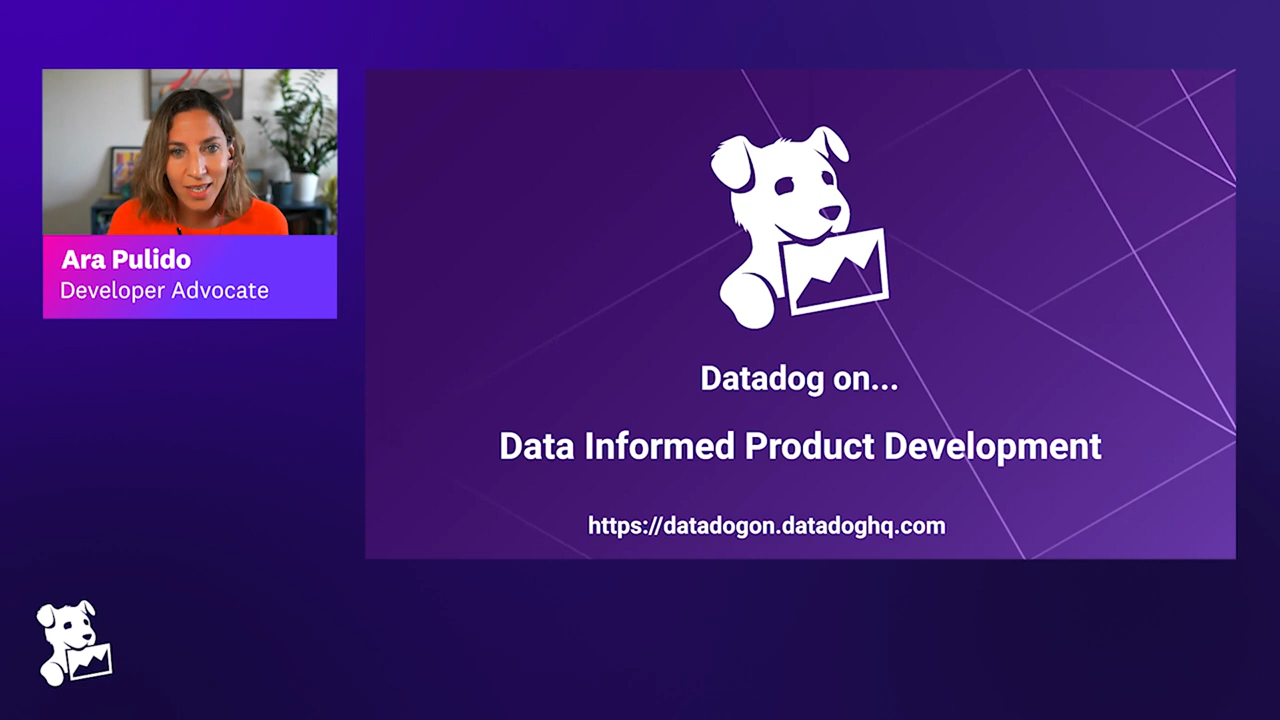 Ara Pulido
Developer Advocate
Datadog on...
Data Informed Product Development
https://datadogon.datadoghq.com